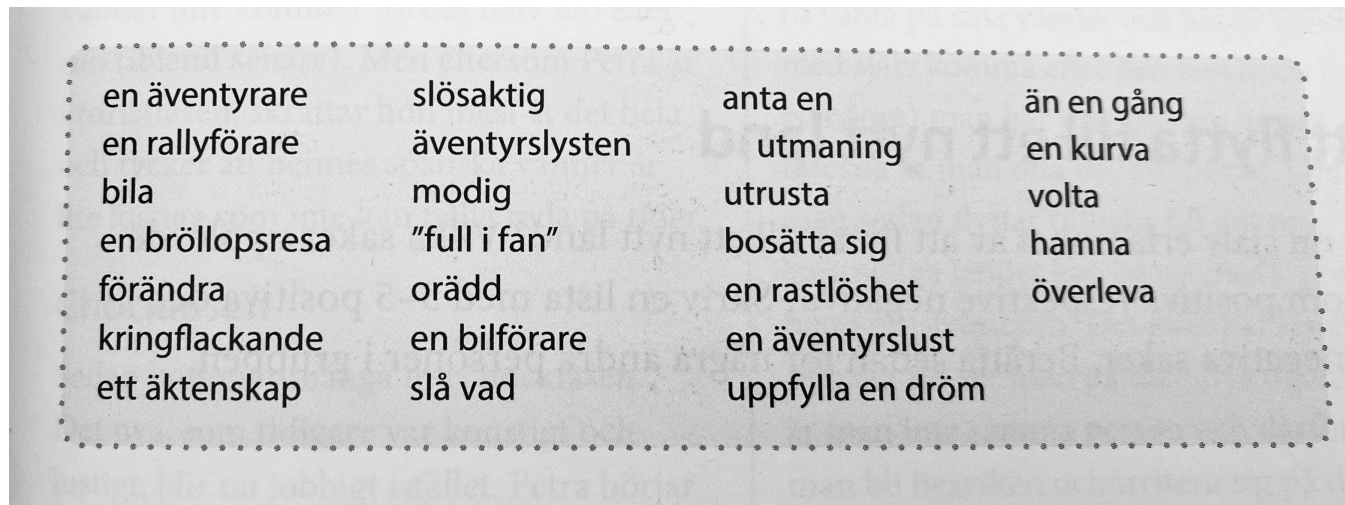 en äventyrare
en rallyförare
bila
en bröllopsresa
förändra
kringflackande
ett äktenskap
slösaktig
äventyrslysten
modig
”full i fan”
orädd
en bilförare
slå vad
anta en
utmaning
utrusta
bosätta sig
en rastlöshet
en äventyrslust
uppfylla en dröm
än en gång
en kurva
volta
hamna
överleva